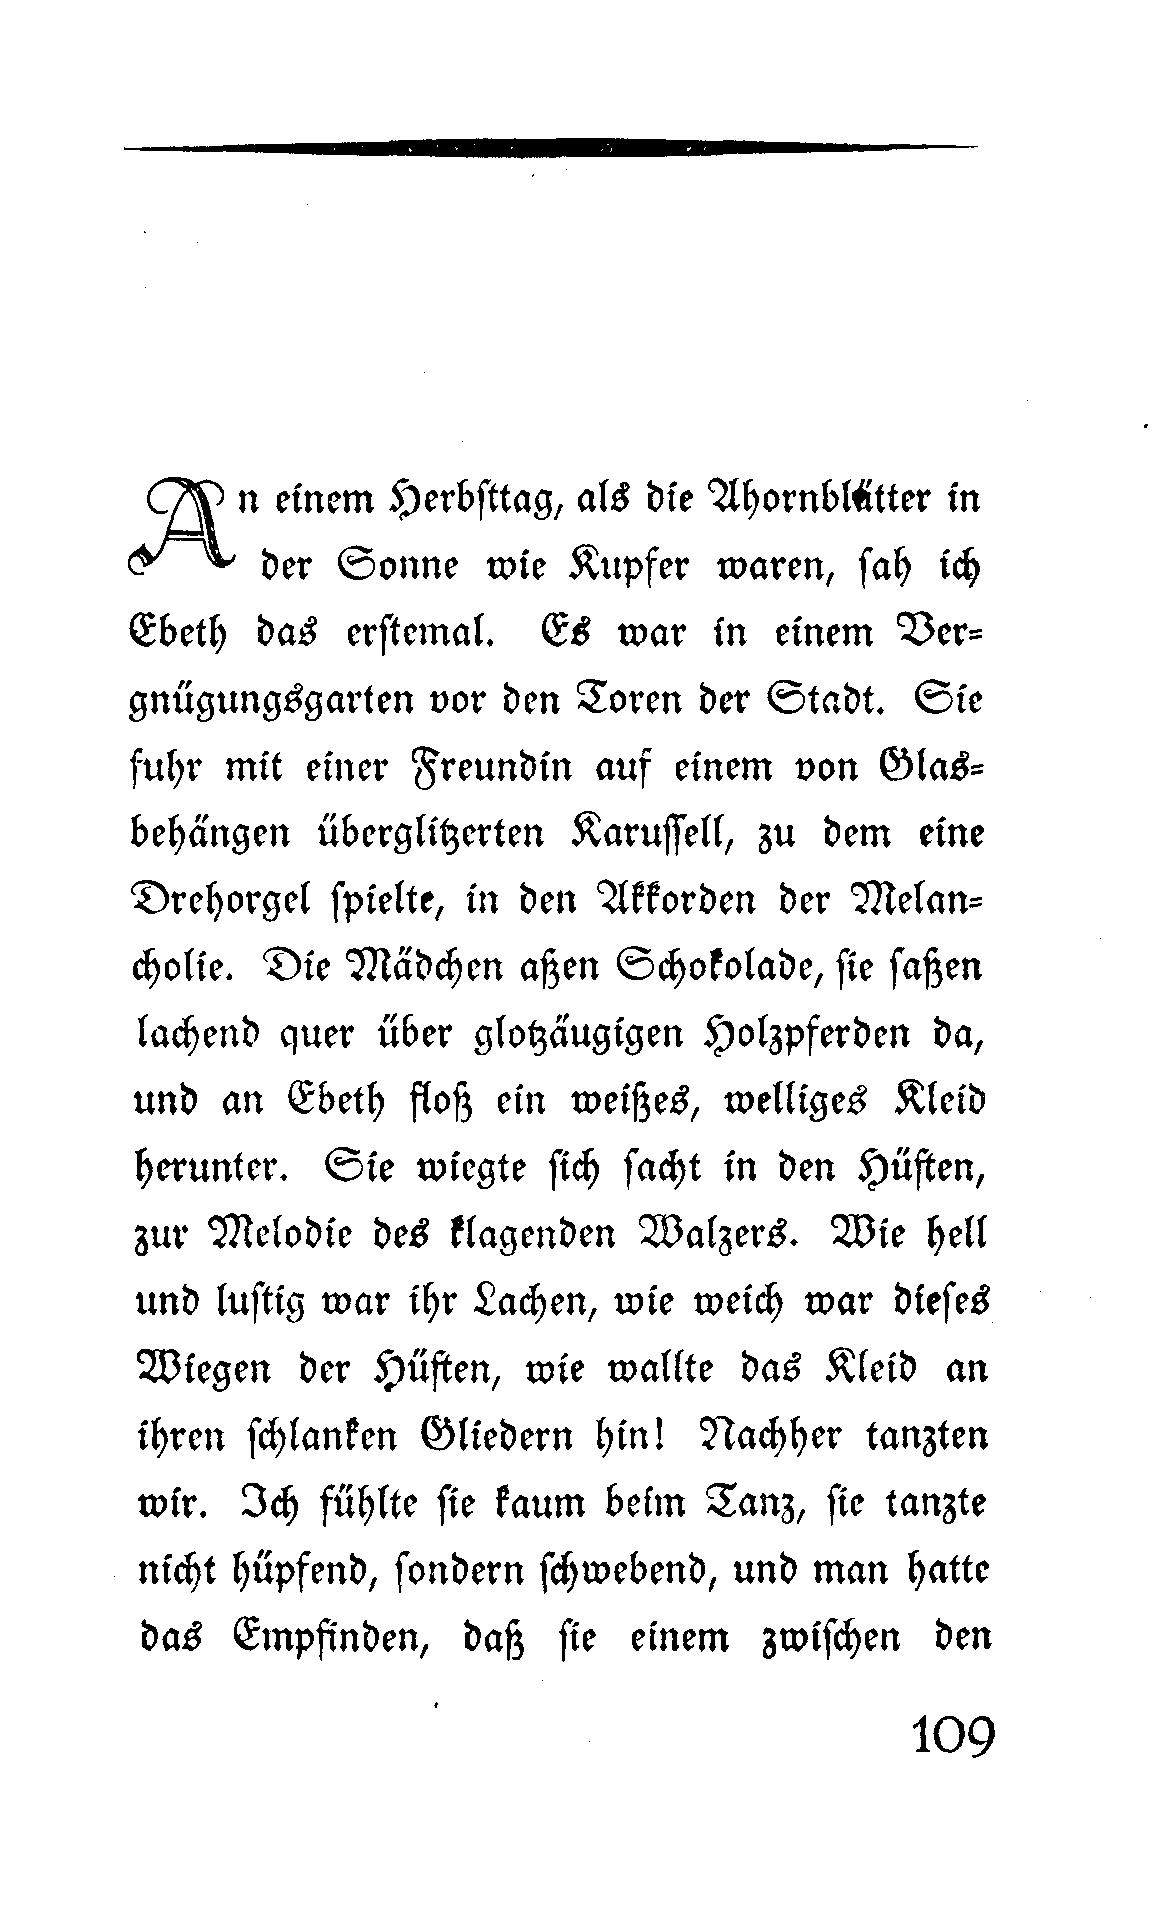 An einem Herbſttag, als die Ahornblätter in
der Sonne wie Kupfer waren, ſah ich
Ebeth das erſtemal. Es war in einem Ver=
gnügungsgarten vor den Toren der Stadt. Sie
fuhr mit einer Freundin auf einem von Glas=
behängen überglitzerten Karuſſell, zu dem eine
Drehorgel ſpielte, in den Akkorden der Melan=
cholie. Die Mädchen aßen Schokolade, ſie ſaßen
lachend quer über glotzäugigen Holzpferden da,
und an Ebeth floß ein weißes, welliges Kleid
herunter. Sie wiegte ſich ſacht in den Hüften,
zur Melodie des klagenden Walzers. Wie hell
und luſtig war ihr Lachen, wie weich war dieſes
Wiegen der Hüften, wie wallte das Kleid an
ihren ſchlanken Gliedern hin! Nachher tanzten
wir. Ich fühlte ſie kaum beim Tanz, ſie tanzte
nicht hüpfend, ſondern ſchwebend, und man hatte
das Empfinden, daß ſie einem zwiſchen den
109